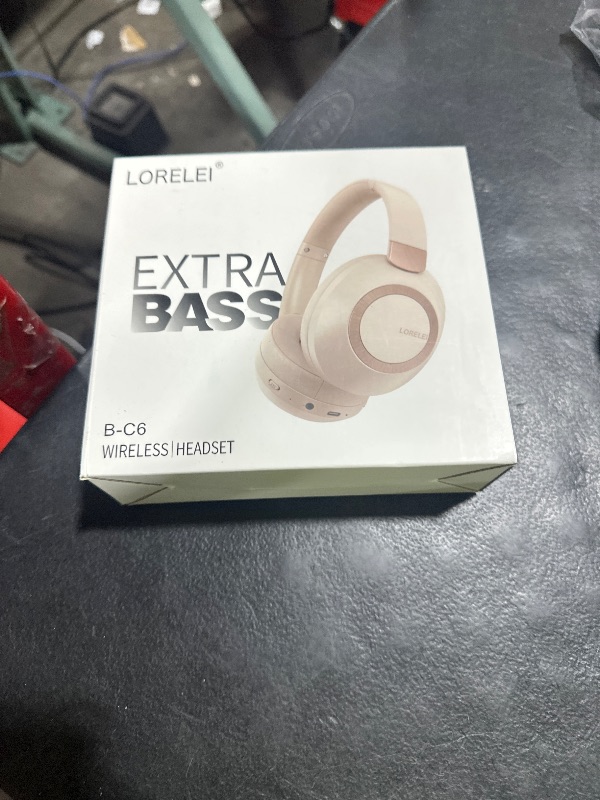 LORELEI®
EXTRA
BASS
LORELEI
B-C6
WIRELESS|HEADSET